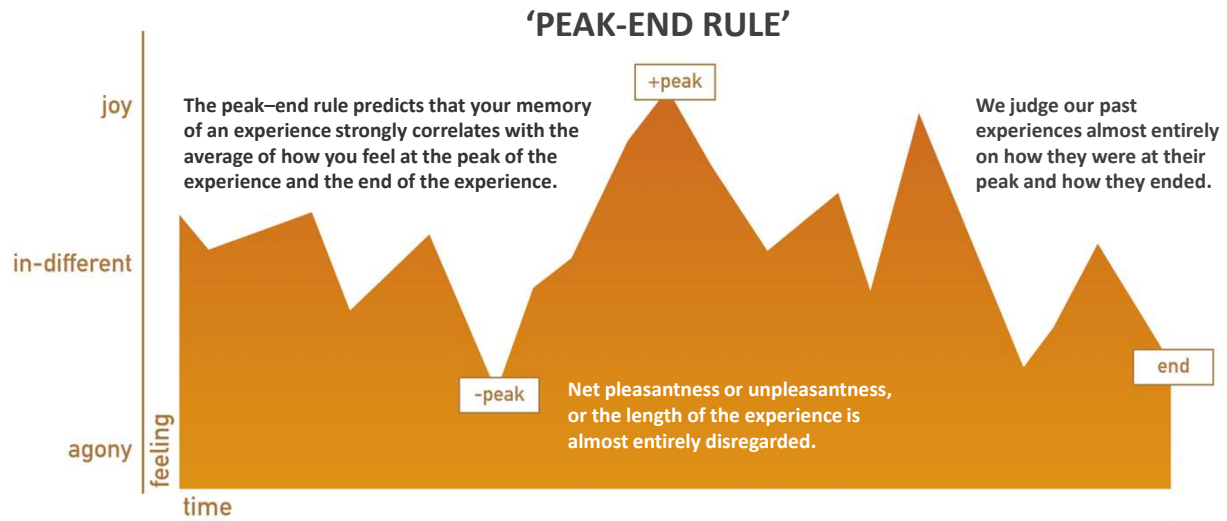 ‘PEAK-END RULE’
joy
The peak–end rule predicts that your memory
of an experience strongly correlates with the
average of how you feel at the peak of the
experience and the end of the experience.
+peak
We judge our past
experiences almost entirely
on how they were at their
peak and how they ended.
in-different
-peak
Net pleasantness or unpleasantness,
or the length of the experience is
almost entirely disregarded.
end
agony
feeling
time